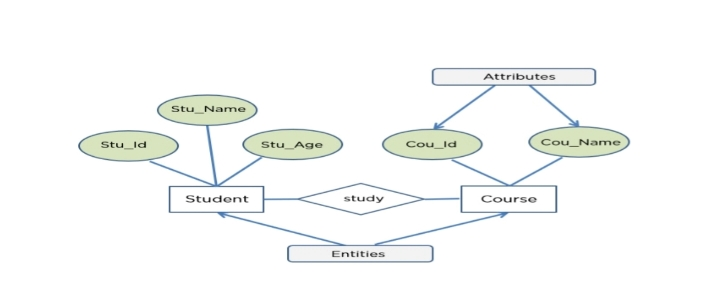 Attributes
Stu_Name
Stu_Id
Stu_Age
Cou_Id
Cou_Name
Student
study
Course
Entities